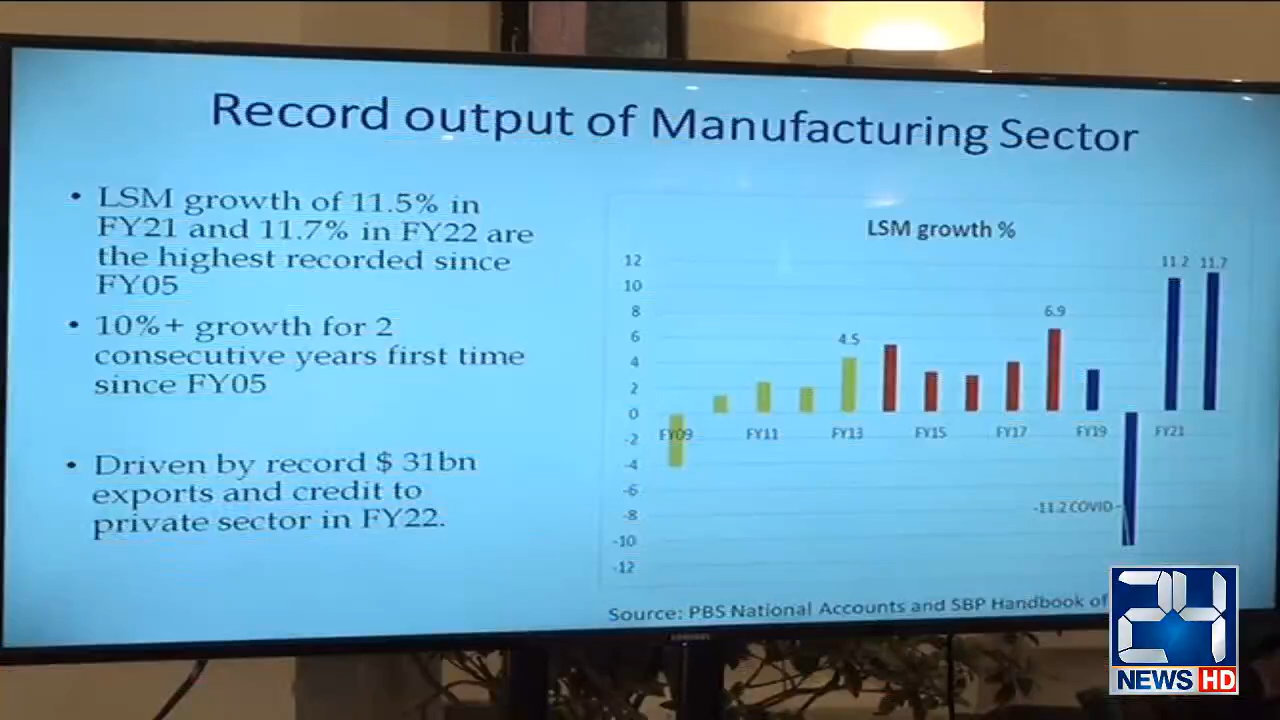 Record output of Manufacturing Sector
• LSM growth of 11.5% in
FY21 and 11.7% in FY22 are
the highest recorded since
FY05
• 10%+ growth for 2
consecutive years first time
since FY05
• Driven by record $ 31bn
exports and credit to
private sector in FY22.
LSM growth %
12
10
8
6
4
2
0
-2
-4
-6
-8
-10
-12
4.5
6.9
11.2 11.7
FY09 FY11 FY13 FY15 FY17 FY19 FY21
-11.2 COVID
Source: PBS National Accounts and SBP Handbook of
24
NEWS HD